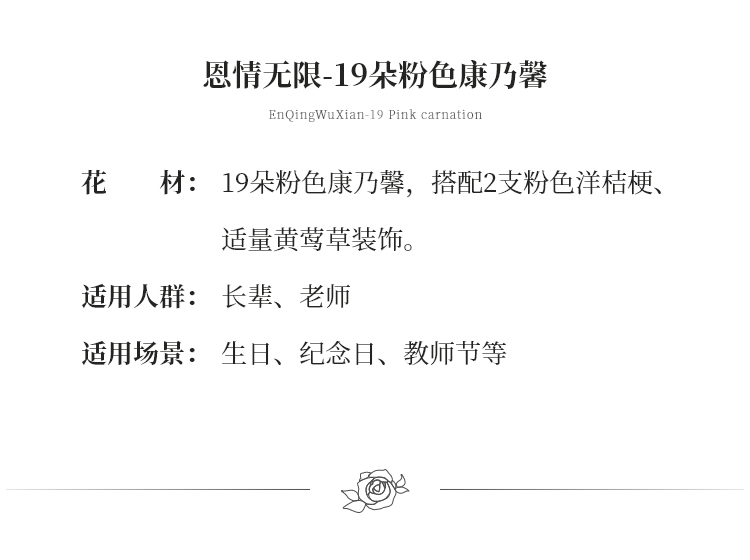 恩情无限-19朵粉色康乃馨
EnQingWuXian-19 Pink carnation
花 材： 19朵粉色康乃馨，搭配2支粉色洋桔梗、
适量黄莺草装饰。
适用人群： 长辈、老师
适用场景： 生日、纪念日、教师节等